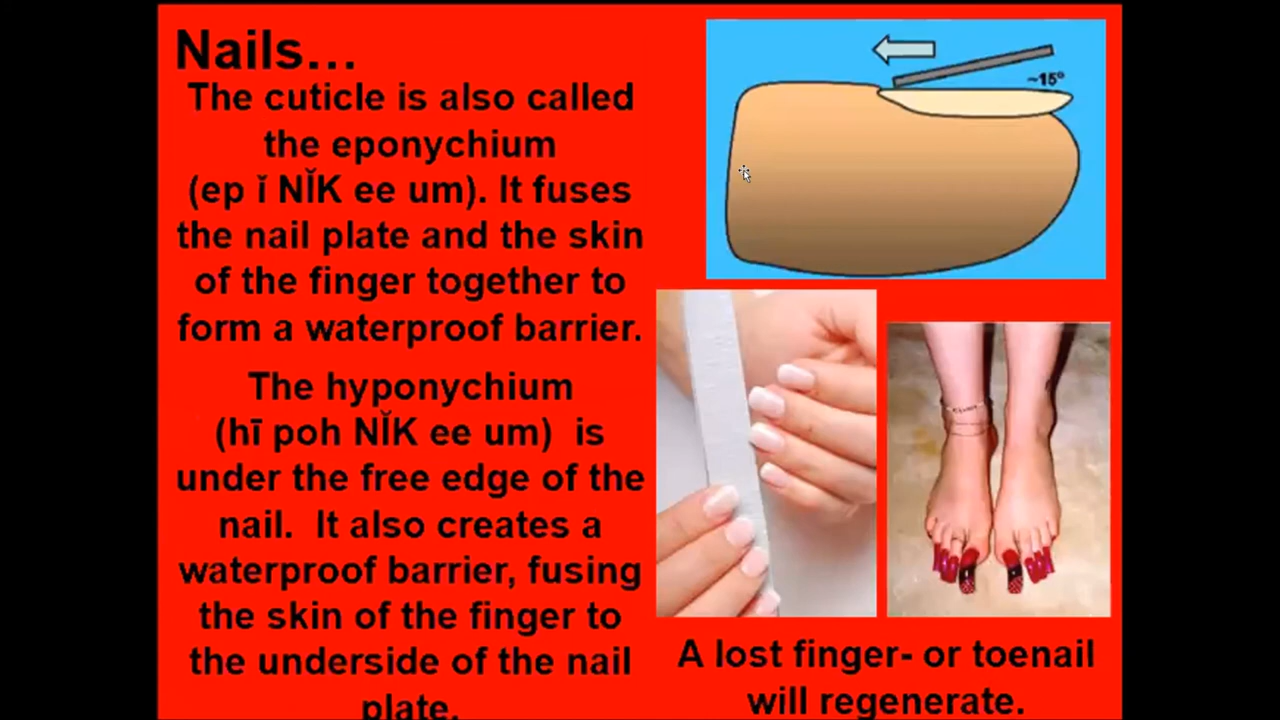 Nails...
The cuticle is also called
the eponychium
(ep ĭ NĬK ee um). It fuses
the nail plate and the skin
of the finger together to
form a waterproof barrier.
The hyponychium
(hī poh NĬK ee um) is
under the free edge of the
nail. It also creates a
waterproof barrier, fusing
the skin of the finger to
the underside of the nail
plate.
~15°
A lost finger- or toenail
will regenerate.